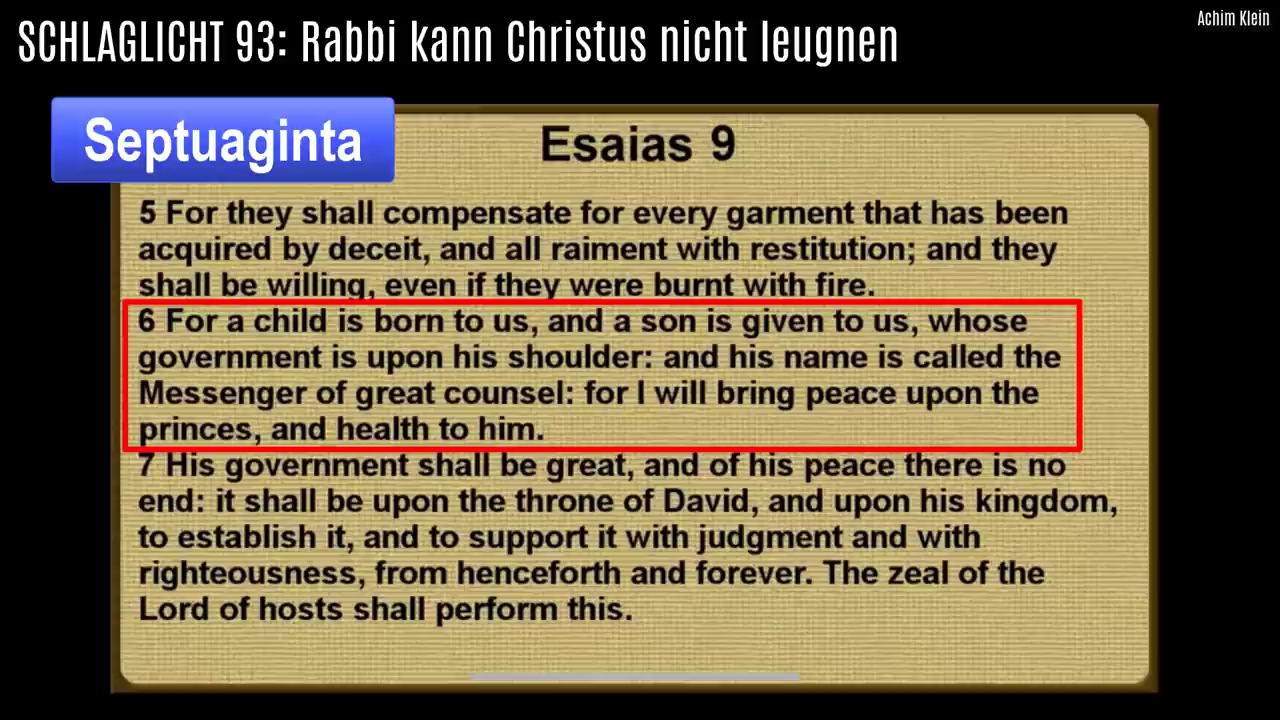 Achim Klein
SCHLAGLICHT 93: Rabbi kann Christus nicht leugnen
Septuaginta
Esaias 9
5 For they shall compensate for every garment that has been
acquired by deceit, and all raiment with restitution; and they
shall be willing, even if they were burnt with fire.
6 For a child is born to us, and a son is given to us, whose
government is upon his shoulder: and his name is called the
Messenger of great counsel: for I will bring peace upon the
princes, and health to him.
7 His government shall be great, and of his peace there is no
end: it shall be upon the throne of David, and upon his kingdom,
to establish it, and to support it with judgment and with
righteousness, from henceforth and forever. The zeal of the
Lord of hosts shall perform this.